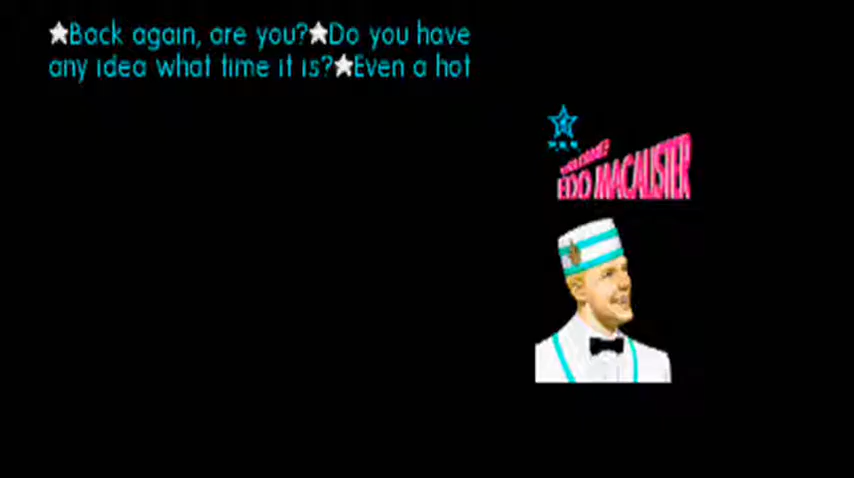 ★Back again, are you?★Do you have
any idea what time it is?★Even a hot
EDO MACALISTER